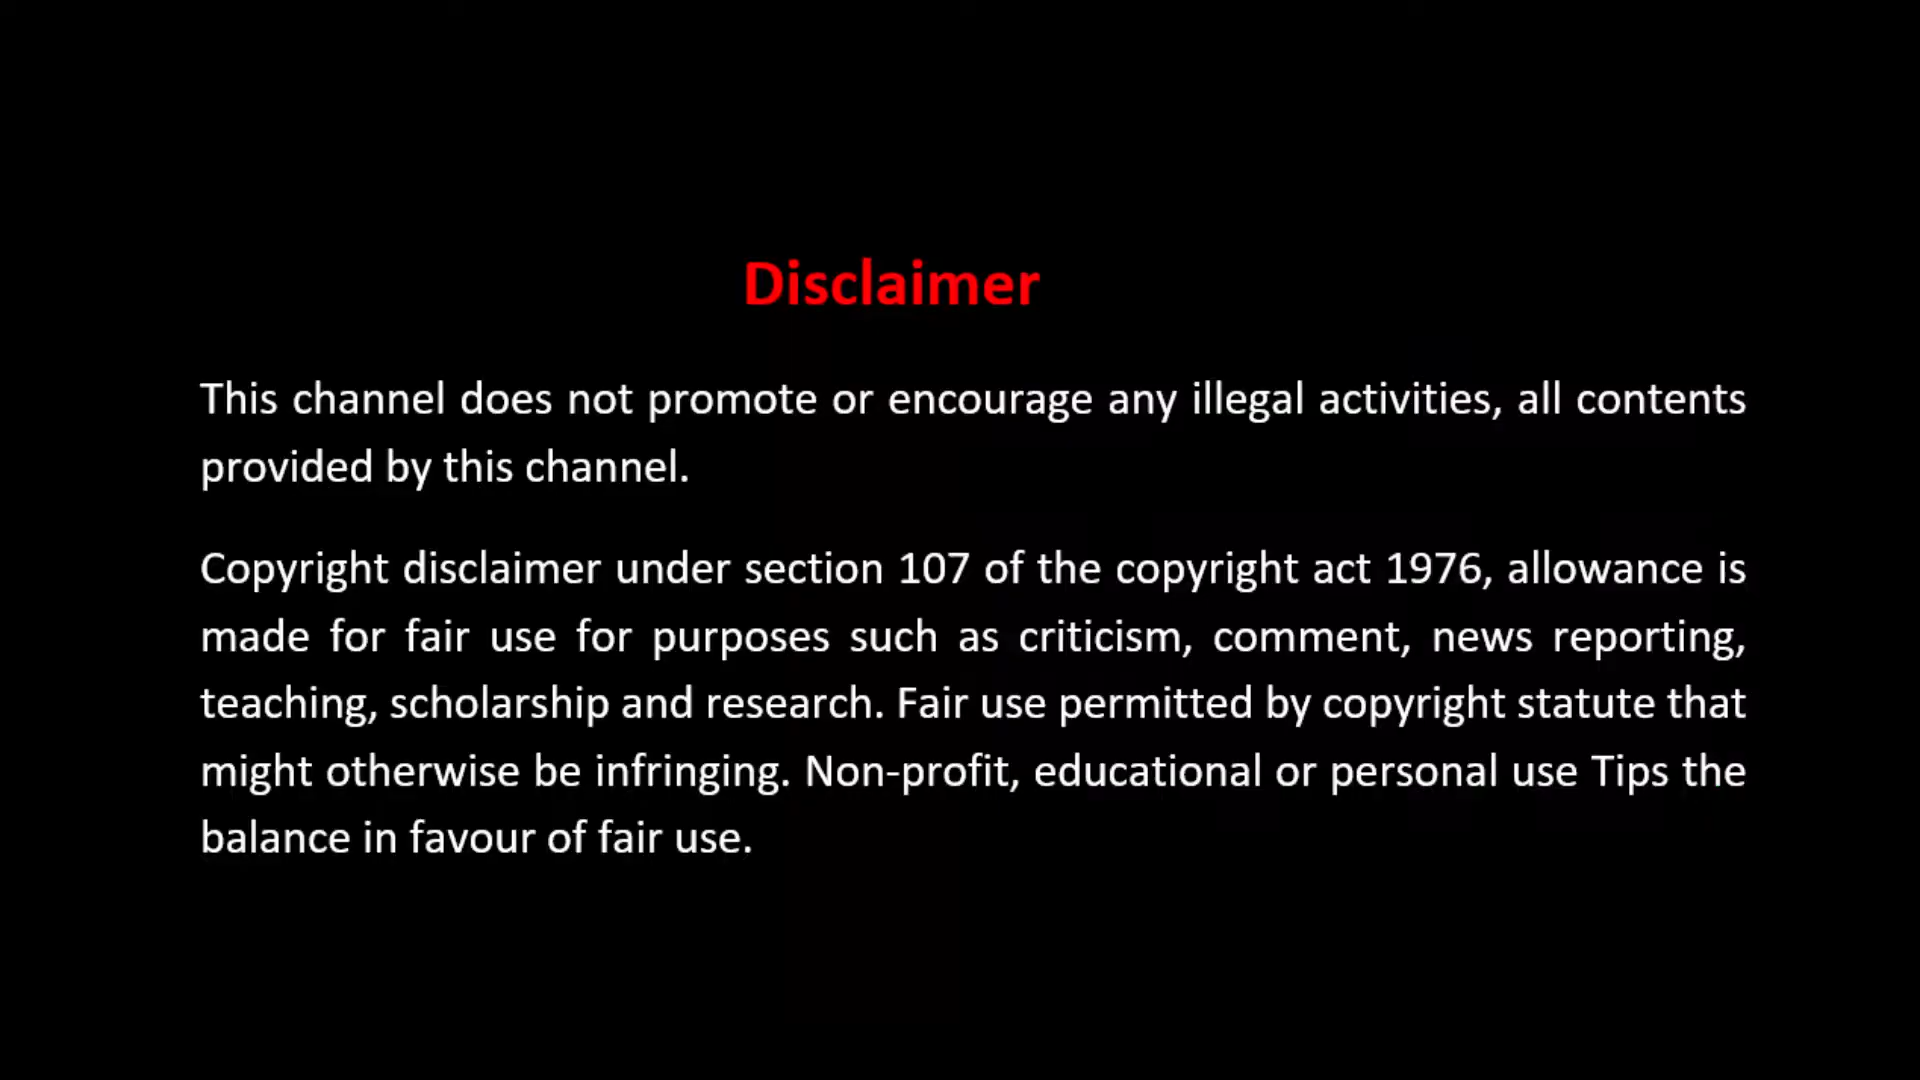 Disclaimer
This channel does not promote or encourage any illegal activities, all contents
provided by this channel.
Copyright disclaimer under section 107 of the copyright act 1976, allowance is
made for fair use for purposes such as criticism, comment, news reporting,
teaching, scholarship and research. Fair use permitted by copyright statute that
might otherwise be infringing. Non-profit, educational or personal use Tips the
balance in favour of fair use.